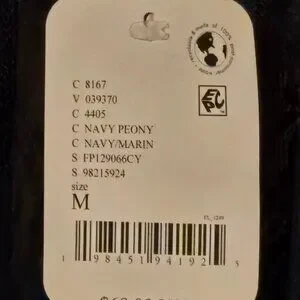 C 8167
V 039370
C 4405
C NAVY PEONY
C NAVY/MARIN
S FP129066CY
S 98215924
size
M
1 98451 94192 5